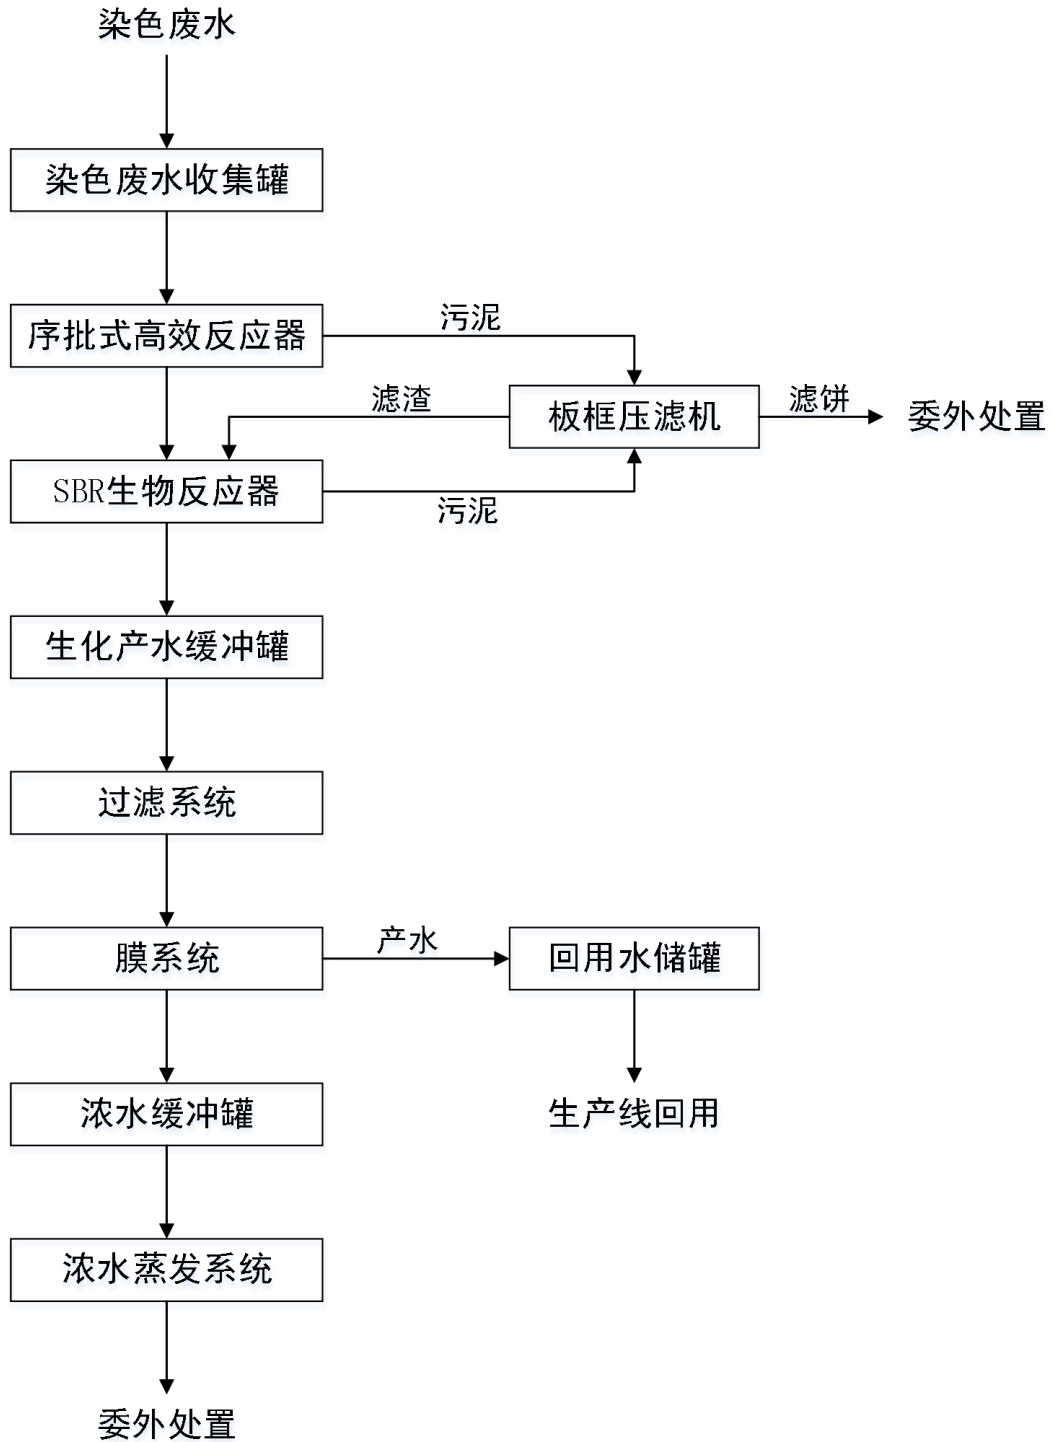 染色废水
染色废水收集罐
序批式高效反应器
污泥
滤渣
板框压滤机
滤饼
委外处置
SBR生物反应器
污泥
生化产水缓冲罐
过滤系统
膜系统
产水
回用水储罐
浓水缓冲罐
生产线回用
浓水蒸发系统
委外处置